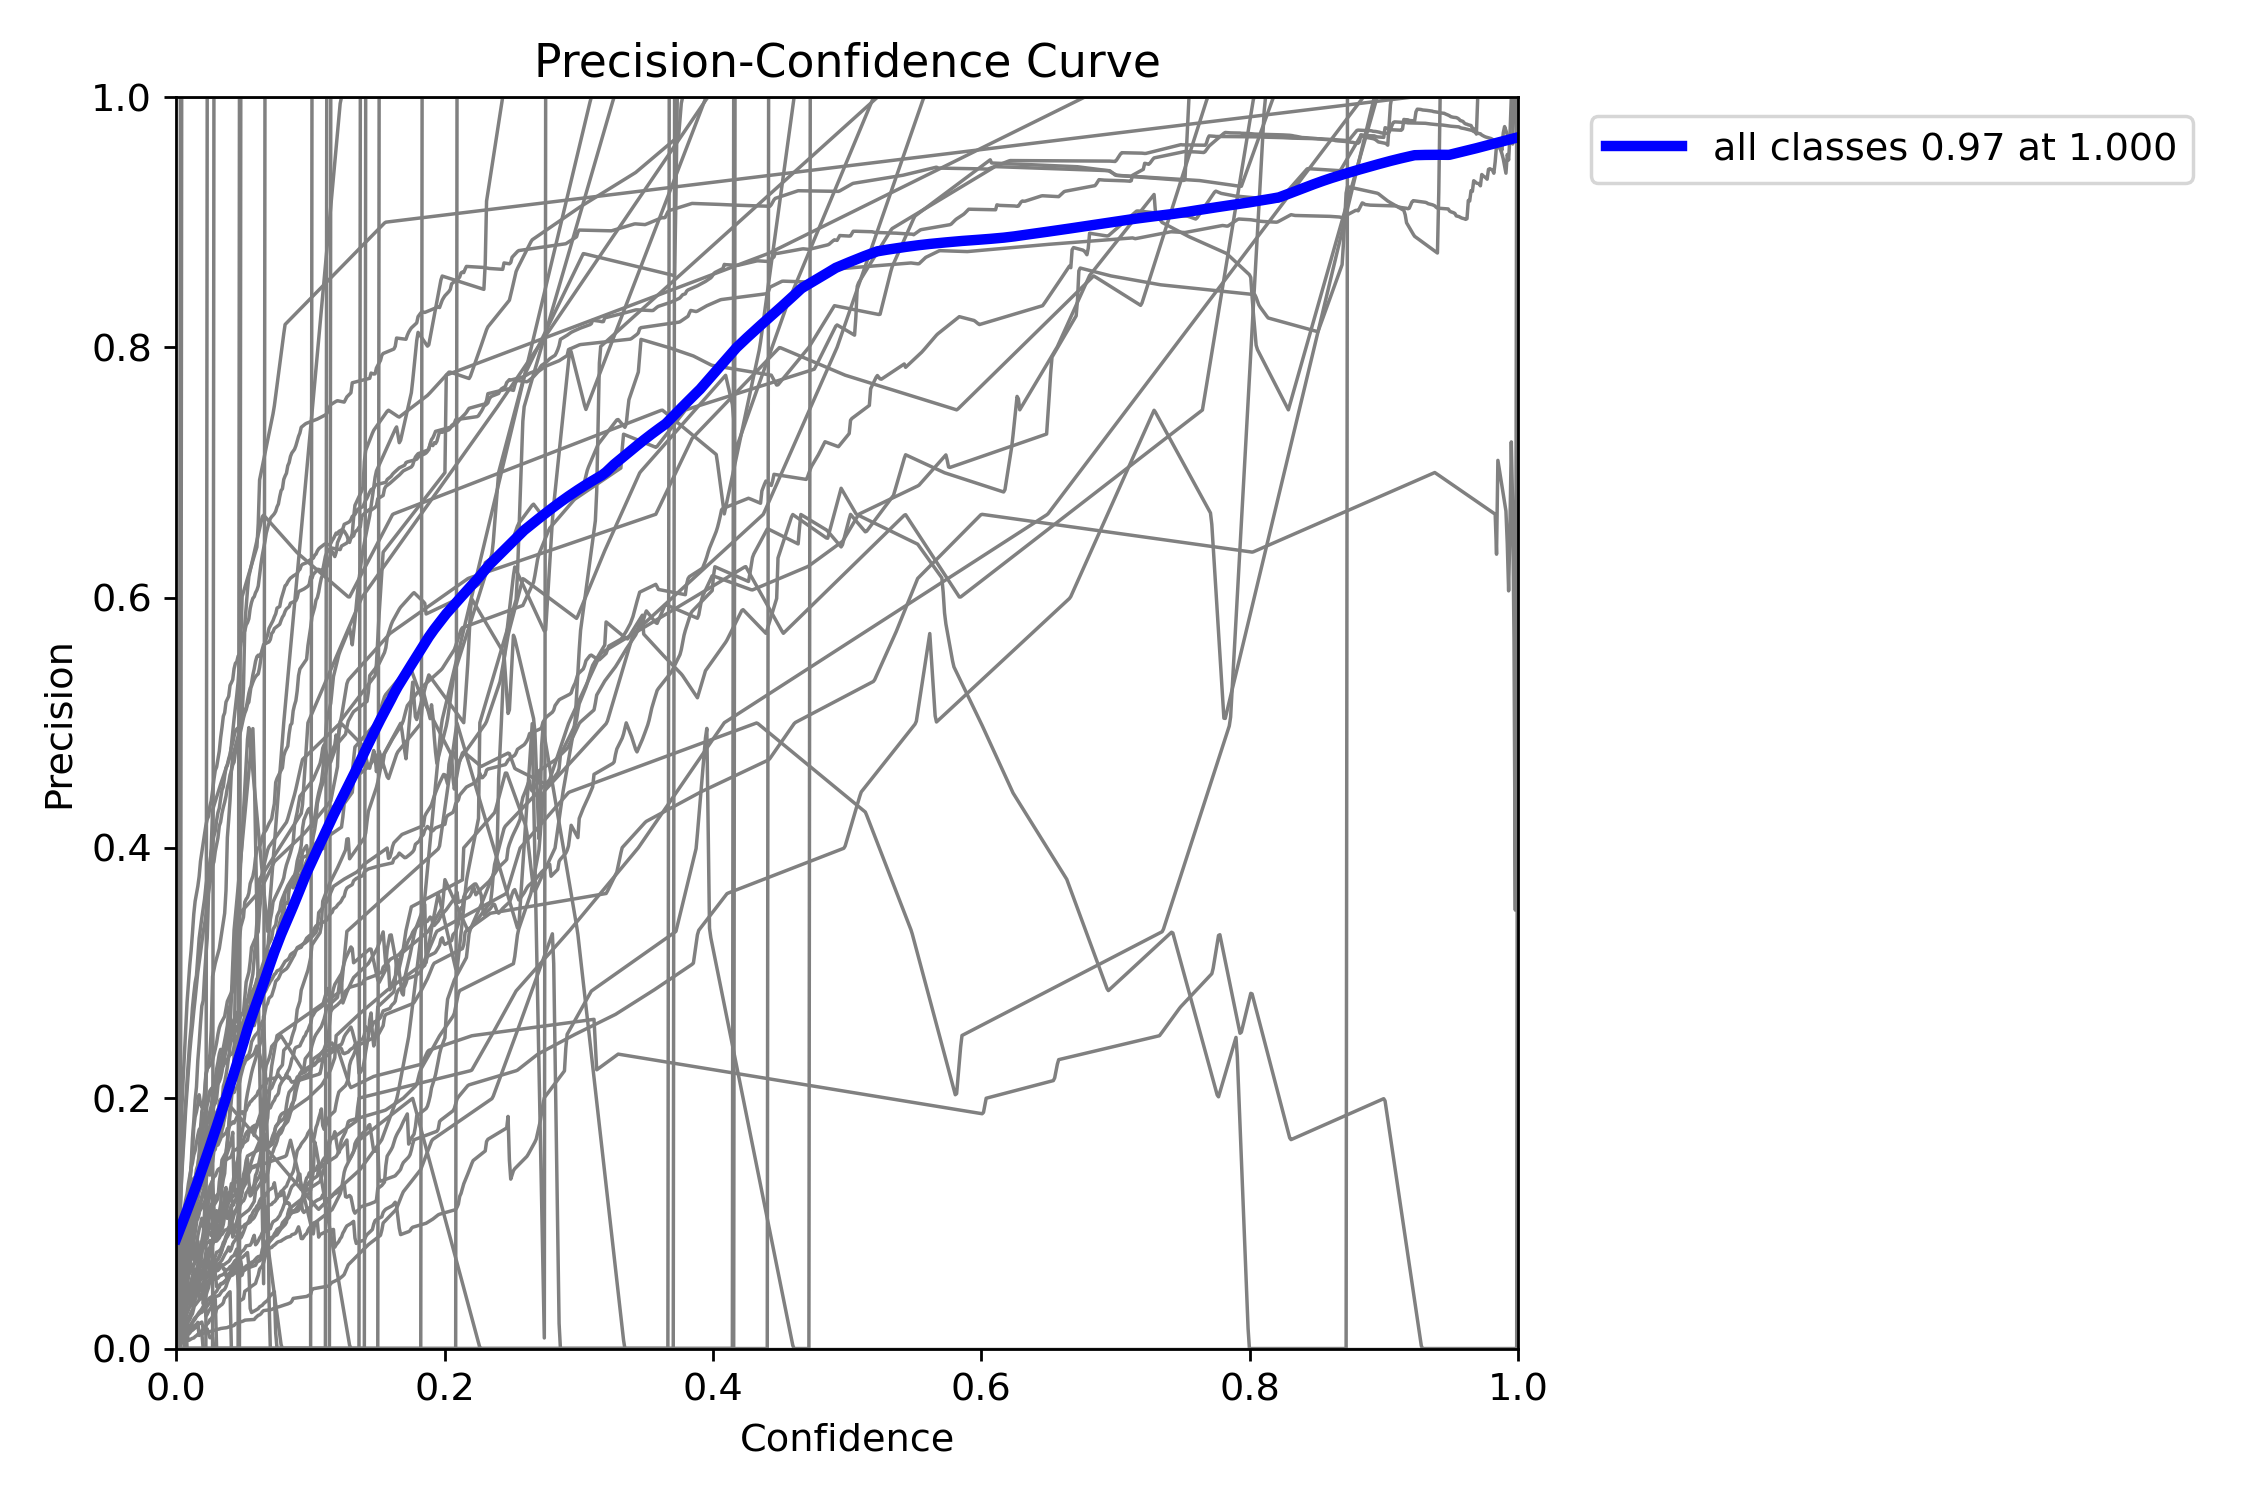 Precision-Confidence Curve
all classes 0.97 at 1.000
Precision
1.0
0.8
0.6
0.4
0.2
0.0
0.0 0.2 0.4 0.6 0.8 1.0
Confidence